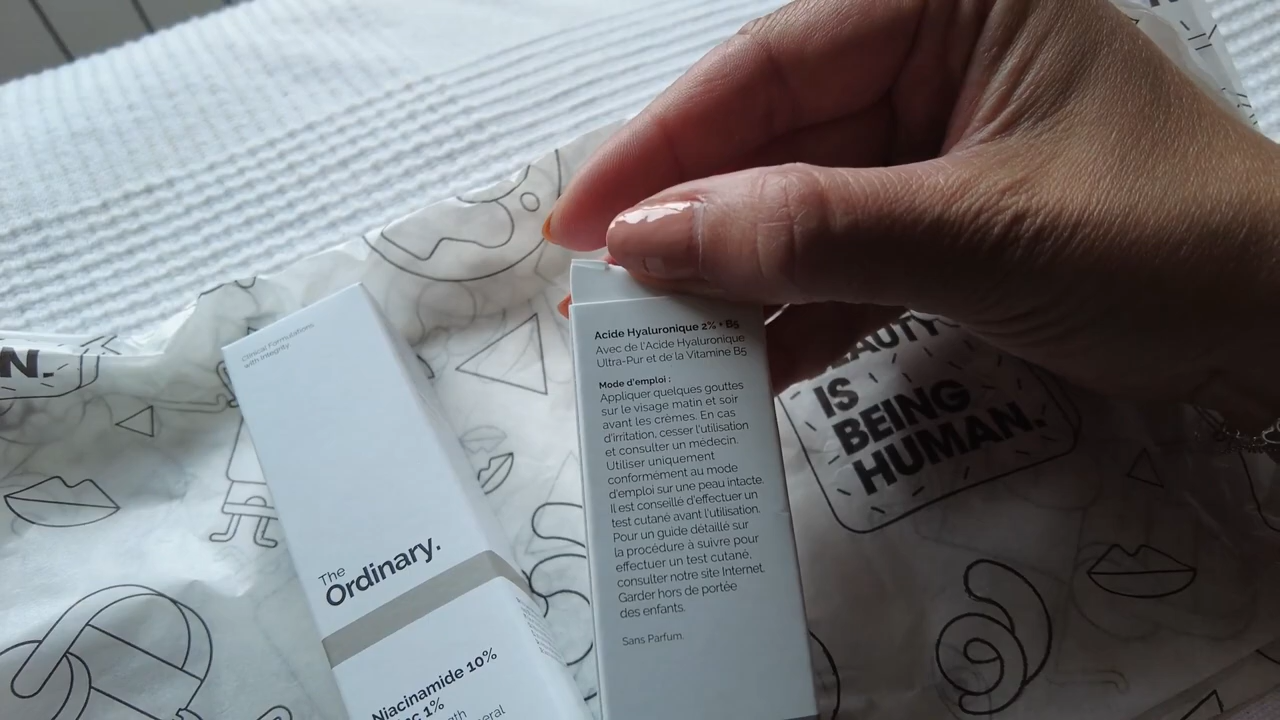 Clinical Formulations
with Integrity
The
Ordinary.
Niacinamide 10%
1%
Acide Hyaluronique 2% + B5
Avec de l'Acide Hyaluronique
Ultra-Pur et de la Vitamine B5
Mode d'emploi :
Appliquer quelques gouttes
sur le visage matin et soir
avant les crèmes. En cas
d'irritation, cesser l'utilisation
et consulter un médecin.
Utiliser uniquement
conformément au mode
d'emploi sur une peau intacte.
Il est conseillé d'effectuer un
test cutané avant l'utilisation.
Pour un guide détaillé sur
la procédure à suivre pour
effectuer un test cutané,
consulter notre site Internet.
Garder hors de portée
des enfants.
Sans Parfum.
IS
BEING
HUMAN.
N.